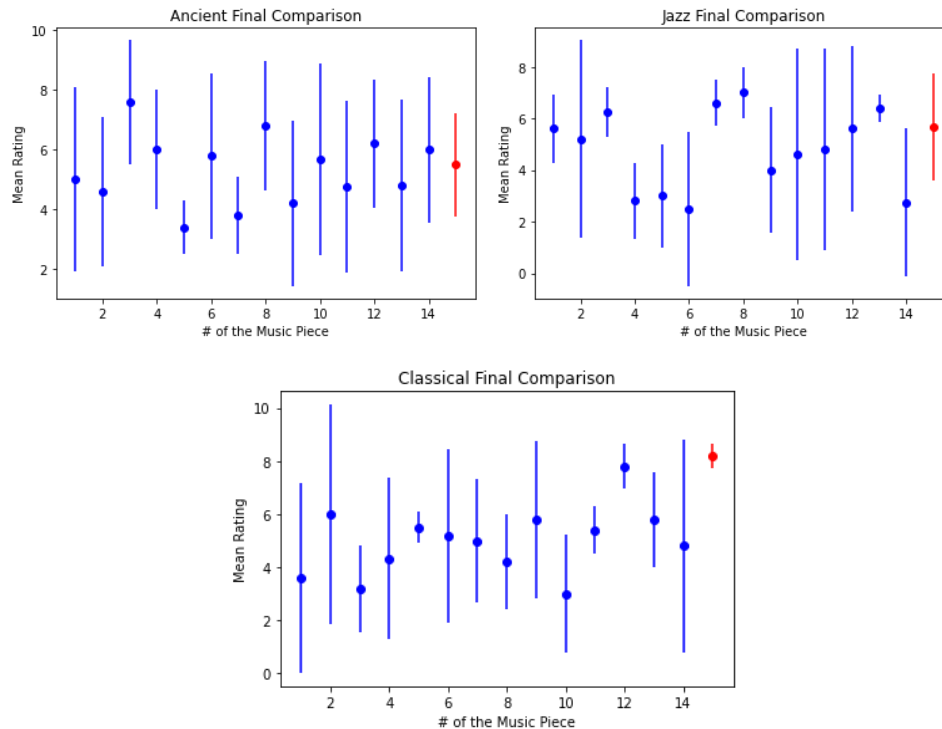 Ancient Final Comparison
Mean Rating
10
8
6
4
2
2 4 6 8 10 12 14
# of the Music Piece
Jazz Final Comparison
Mean Rating
8
6
4
2
0
2 4 6 8 10 12 14
# of the Music Piece
Classical Final Comparison
Mean Rating
10
8
6
4
2
0
2 4 6 8 10 12 14
# of the Music Piece